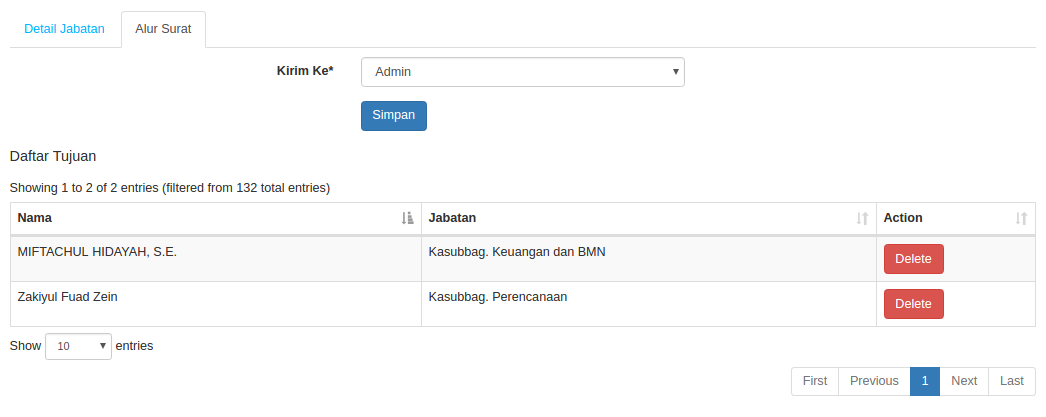 Detail Jabatan Alur Surat
Kirim Ke* Admin
Simpan
Daftar Tujuan
Showing 1 to 2 of 2 entries (filtered from 132 total entries)
Nama Jabatan Action
MIFTACHUL HIDAYAH, S.E. Kasubbag. Keuangan dan BMN Delete
Zakiyul Fuad Zein Kasubbag. Perencanaan Delete
Show 10 entries
First Previous 1 Next Last